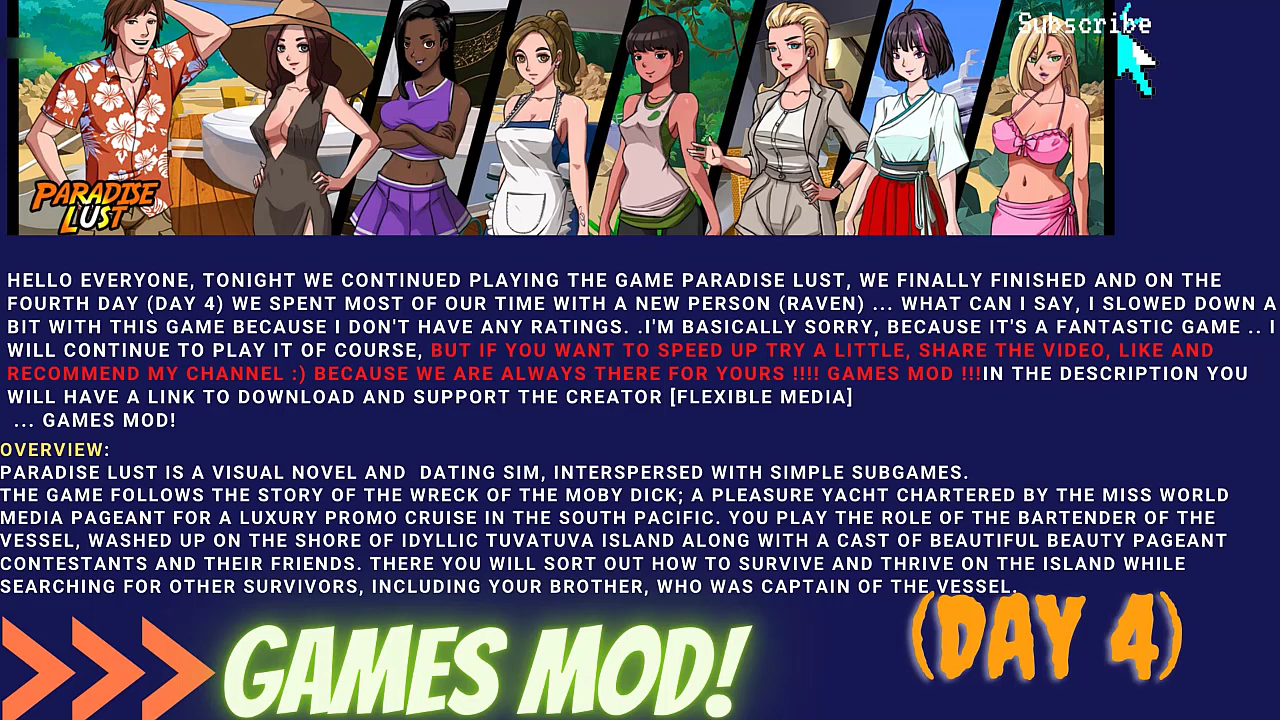 Subscribe
PARADISE
LUST
HELLO EVERYONE, TONIGHT WE CONTINUED PLAYING THE GAME PARADISE LUST, WE FINALLY FINISHED AND ON THE
FOURTH DAY (DAY 4) WE SPENT MOST OF OUR TIME WITH A NEW PERSON (RAVEN) ... WHAT CAN I SAY, I SLOWED DOWN A
BIT WITH THIS GAME BECAUSE I DON'T HAVE ANY RATINGS. .I'M BASICALLY SORRY, BECAUSE IT'S A FANTASTIC GAME .. I
WILL CONTINUE TO PLAY IT OF COURSE, BUT IF YOU WANT TO SPEED UP TRY A LITTLE, SHARE THE VIDEO, LIKE AND
RECOMMEND MY CHANNEL :) BECAUSE WE ARE ALWAYS THERE FOR YOURS !!!! GAMES MOD !!!IN THE DESCRIPTION YOU
WILL HAVE A LINK TO DOWNLOAD AND SUPPORT THE CREATOR [FLEXIBLE MEDIA]
... GAMES MOD!
OVERVIEW:
PARADISE LUST IS A VISUAL NOVEL AND DATING SIM, INTERSPERSED WITH SIMPLE SUBGAMES.
THE GAME FOLLOWS THE STORY OF THE WRECK OF THE MOBY DICK; A PLEASURE YACHT CHARTERED BY THE MISS WORLD
MEDIA PAGEANT FOR A LUXURY PROMO CRUISE IN THE SOUTH PACIFIC. YOU PLAY THE ROLE OF THE BARTENDER OF THE
VESSEL, WASHED UP ON THE SHORE OF IDYLLIC TUVATUVA ISLAND ALONG WITH A CAST OF BEAUTIFUL BEAUTY PAGEANT
CONTESTANTS AND THEIR FRIENDS. THERE YOU WILL SORT OUT HOW TO SURVIVE AND THRIVE ON THE ISLAND WHILE
SEARCHING FOR OTHER SURVIVORS, INCLUDING YOUR BROTHER, WHO WAS CAPTAIN OF THE VESSEL.
(DAY 4)
GAMES MOD!